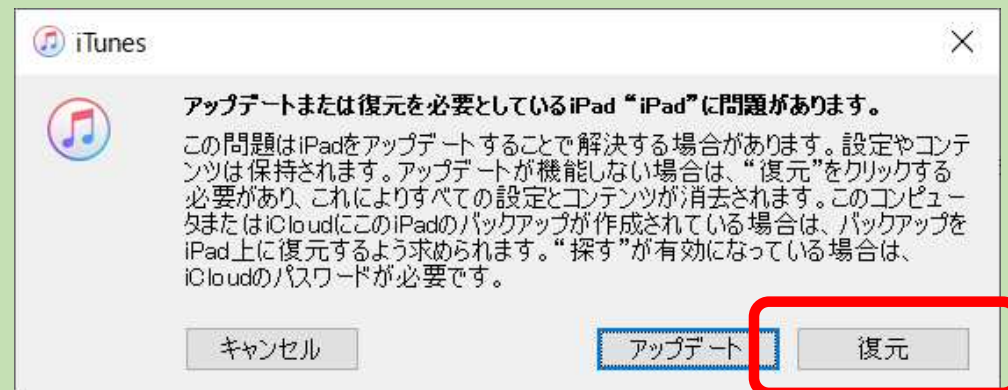 iTunes
アップデートまたは復元を必要としているiPad “iPad”に問題があります。
この問題はiPadをアップデートすることで解決する場合があります。設定やコンテ
ンツは保持されます。アップデートが機能しない場合は、“復元”をクリックする
必要があり、これによりすべての設定とコンテンツが消去されます。このコンピュー
タまたはiCloudにこのiPadのバックアップが作成されている場合は、バックアップを
iPad上に復元するよう求められます。“探す”が有効になっている場合は、
iCloudのパスワードが必要です。
キャンセル アップデート 復元